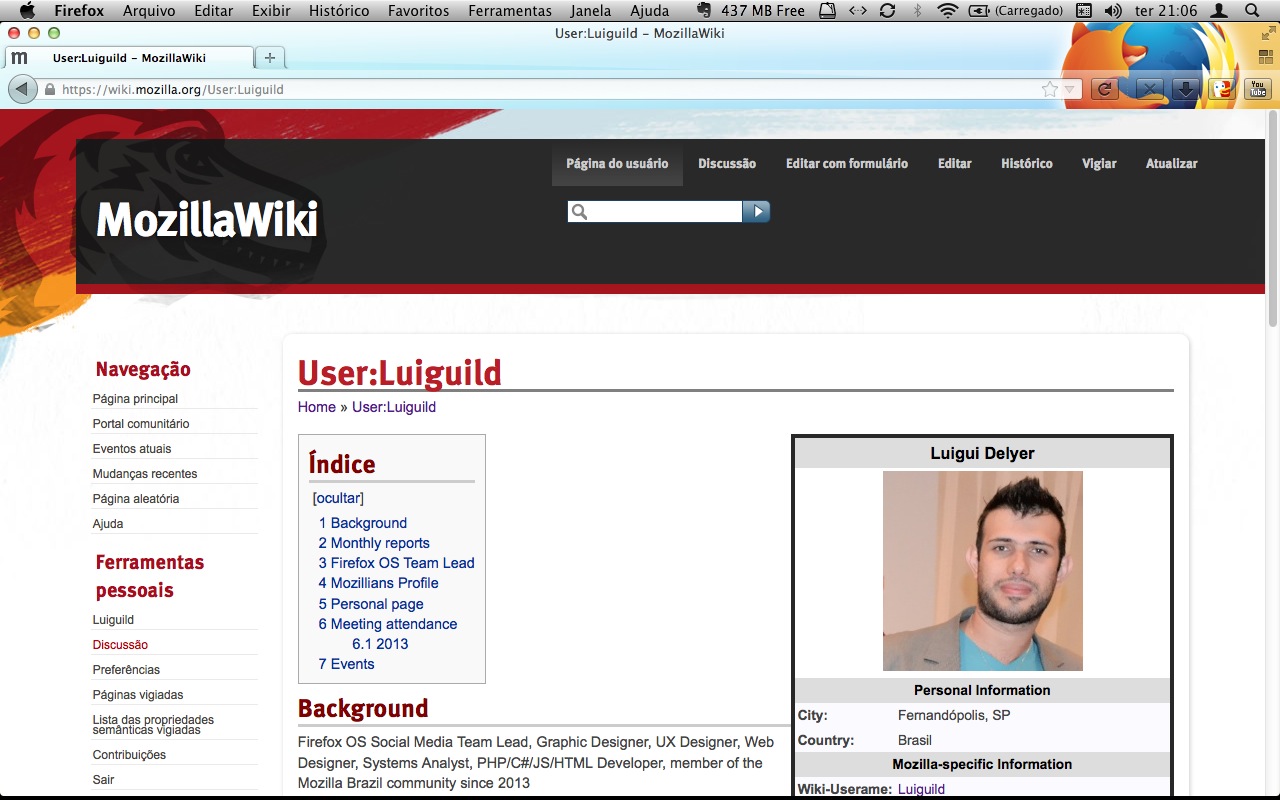 Firefox Arquivo Editar Exibir Histórico Favoritos Ferramentas Janela Ajuda 437 MB Free (Carregado) ter 21:06
User:Luiguild – MozillaWiki
m User:Luiguild – MozillaWiki +
https://wiki.mozilla.org/User:Luiguild
You Tube
Página do usuário Discussão Editar com formulário Editar Histórico Vigiar Atualizar
MozillaWiki
Navegação
Página principal
Portal comunitário
Eventos atuais
Mudanças recentes
Página aleatória
Ajuda
Ferramentas
pessoais
Luiguild
Discussão
Preferências
Páginas vigiadas
Lista das propriedades
semânticas vigiadas
Contribuições
Sair
User:Luiguild
Home » User:Luiguild
Índice
[ocultar]
1 Background
2 Monthly reports
3 Firefox OS Team Lead
4 Mozillians Profile
5 Personal page
6 Meeting attendance
6.1 2013
7 Events
Background
Firefox OS Social Media Team Lead, Graphic Designer, UX Designer, Web
Designer, Systems Analyst, PHP/C#/JS/HTML Developer, member of the
Mozilla Brazil community since 2013
Luigui Delyer
Personal Information
City: Fernandópolis, SP
Country: Brasil
Mozilla-specific Information
Wiki-Userame: Luiguild